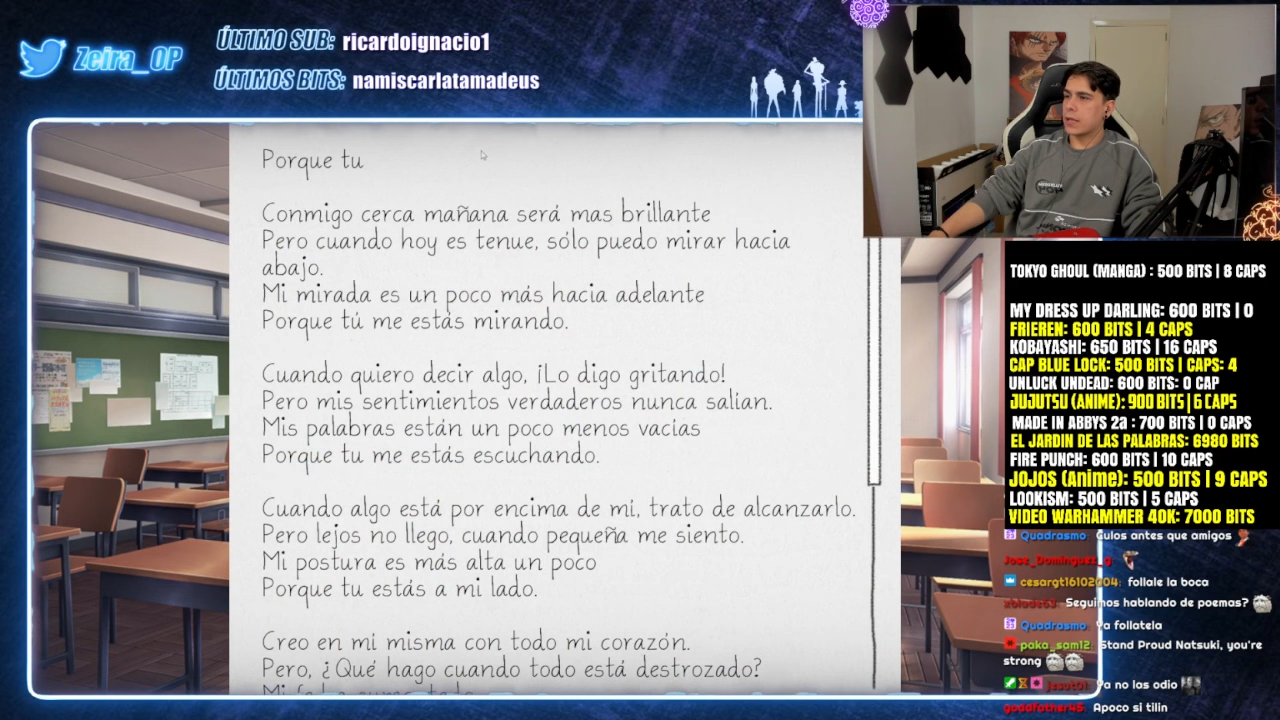 Zeira_OP
ÚLTIMO SUB: ricardoignacio1
ÚLTIMOS BITS: namiscarlatamadeus
Porque tu
Conmigo cerca mañana será mas brillante
Pero cuando hoy es tenue, sólo puedo mirar hacia
abajo.
Mi mirada es un poco más hacia adelante
Porque tú me estás mirando.
Cuando quiero decir algo, ¡Lo digo gritando!
Pero mis sentimientos verdaderos nunca salian.
Mis palabras están un poco menos vacías
Porque tu me estás escuchando.
Cuando algo está por encima de mí, trato de alcanzarlo.
Pero lejos no llego, cuando pequeña me siento.
Mi postura es más alta un poco
Porque tu estás a mi lado.
Creo en mi misma con todo mi corazón.
Pero, ¿Qué hago cuando todo está destrozado?
TOKYO GHOUL (MANGA) : 500 BITS | 8 CAPS
MY DRESS UP DARLING: 600 BITS | 0
FRIEREN: 600 BITS | 4 CAPS
KOBAYASHI: 650 BITS | 16 CAPS
CAP BLUE LOCK: 500 BITS | CAPS: 4
UNLUCK UNDEAD: 600 BITS: 0 CAP
JUJUTSU (ANIME): 900 BITS | 6 CAPS
MADE IN ABBYS 2a : 700 BITS | 0 CAPS
EL JARDIN DE LAS PALABRAS: 6980 BITS
FIRE PUNCH: 600 BITS | 10 CAPS
JOJOS (Anime): 500 BITS | 9 CAPS
LOOKISM: 500 BITS | 5 CAPS
VIDEO WARHAMMER 40K: 7000 BITS
Quadrasmo: Culos antes que amigos
Jose_Dominguez_g:
cesargt16102004: follale la boca
Seguimos hablando de poemas?
Quadrasmo: Ya follatela
paka_sam12: Stand Proud Natsuki, you're
strong
Ya no las odio
goddfather45: Apoco si tilin